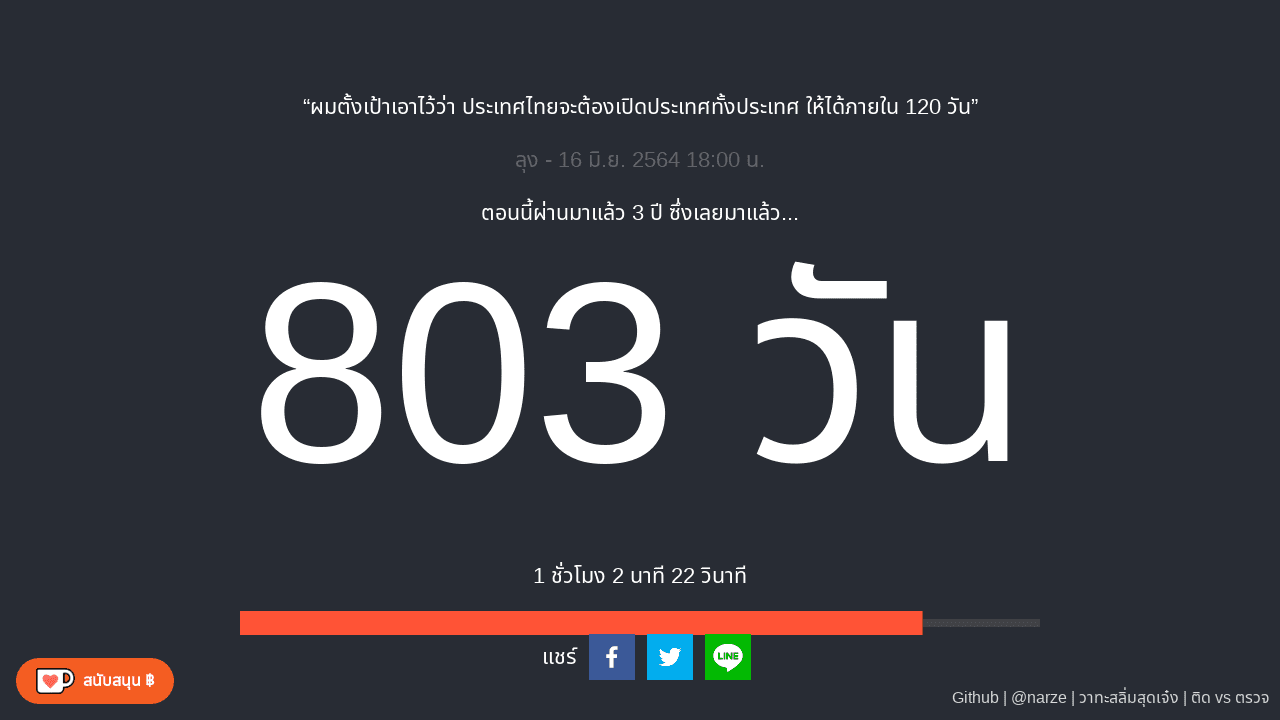 “ผมตั้งเป้าเอาไว้ว่า ประเทศไทยจะต้องเปิดประเทศทั้งประเทศ ให้ได้ภายใน 120 วัน”
ลุง - 16 มิ.ย. 2564 18:00 น.
ตอนนี้ผ่านมาแล้ว 3 ปี ซึ่งเลยมาแล้ว...
803 วัน
1 ชั่วโมง 2 นาที 22 วินาที
แชร์ LINE
สนับสนุน ฿
Github | @narze | วาทะสลิ่มสุดเจ๋ง | ติด vs ตรวจ